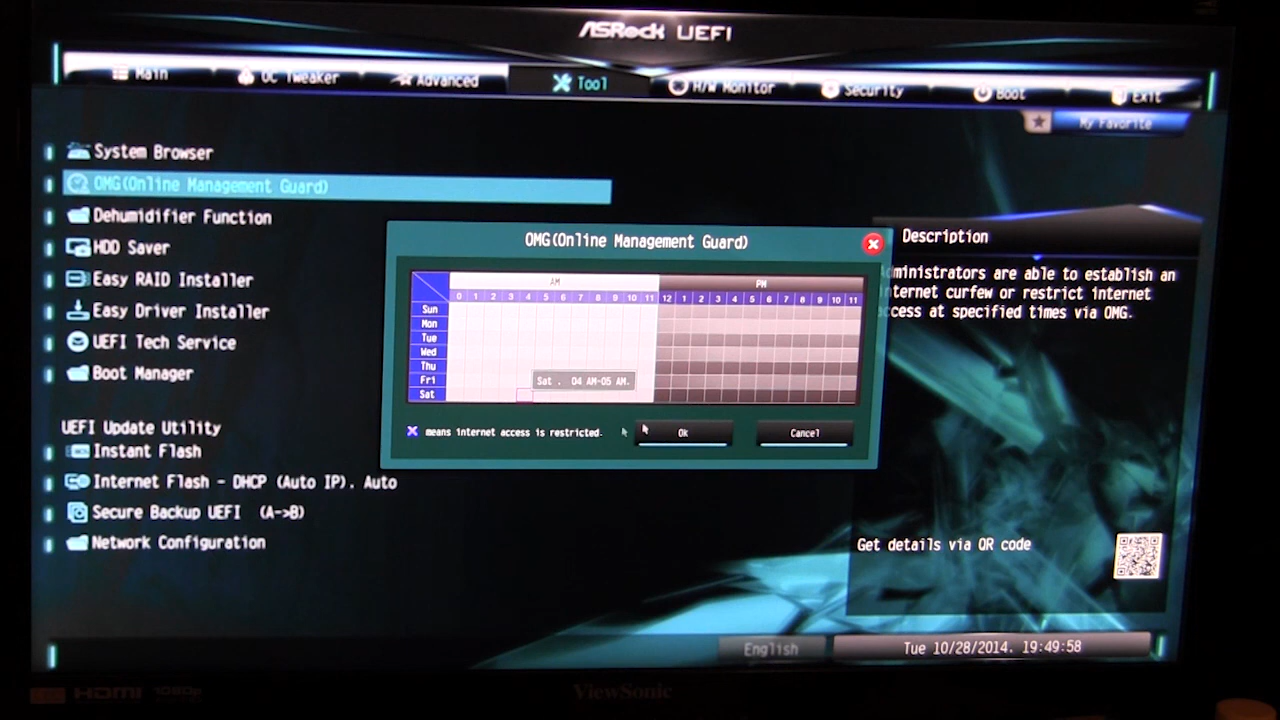 ASRock UEFI
Main
OC Tweaker
Advanced
Tool
H/W Monitor
Security
Boot
Exit
My Favorite
System Browser
OMG(Online Management Guard)
Dehumidifier Function
HDD Saver
Easy RAID Installer
Easy Driver Installer
UEFI Tech Service
Boot Manager
UEFI Update Utility
Instant Flash
Internet Flash - DHCP (Auto IP). Auto
Secure Backup UEFI (A->B)
Network Configuration
OMG(Online Management Guard)
AM PM
0 1 2 3 4 5 6 7 8 9 10 11 12 1 2 3 4 5 6 7 8 9 10 11
Sun
Mon
Tue
Wed
Thu
Fri
Sat
Sat . 04 AM-05 AM.
X means internet access is restricted.
Ok
Cancel
Description
dministrators are able to establish an
nternet curfew or restrict internet
ccess at specified times via OMG.
Get details via QR code
English
Tue 10/28/2014. 19:49:58
HDMI 1080p
ViewSonic